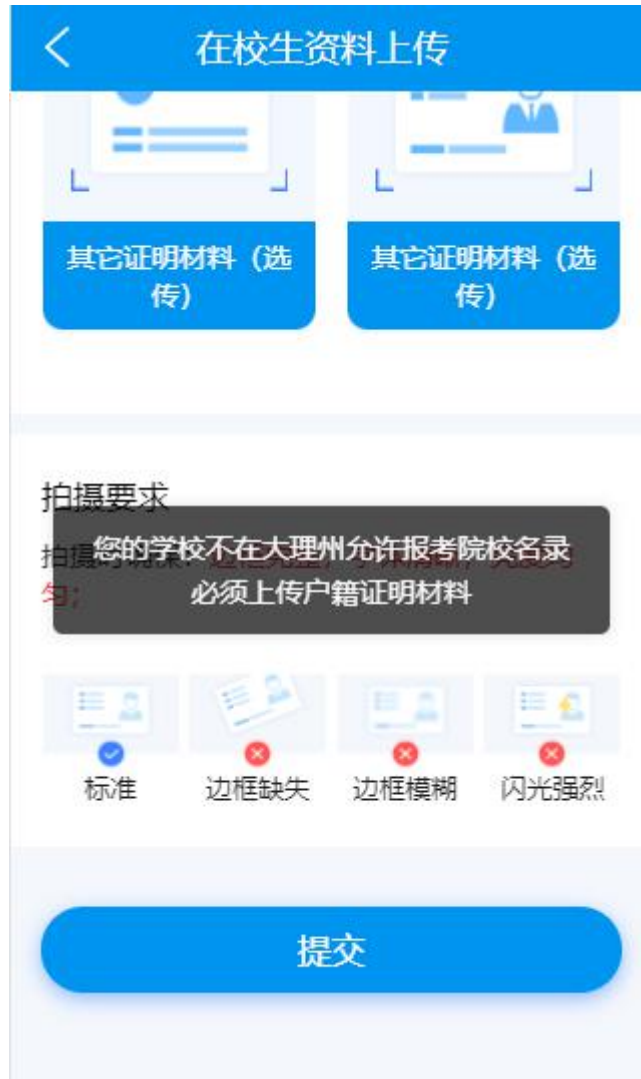 在校生资料上传
其它证明材料（选
传）
其它证明材料（选
传）
拍摄要求
您的学校不在大理州允许报考院校名录
必须上传户籍证明材料
匀；
标准
边框缺失
边框模糊
闪光强烈
提交